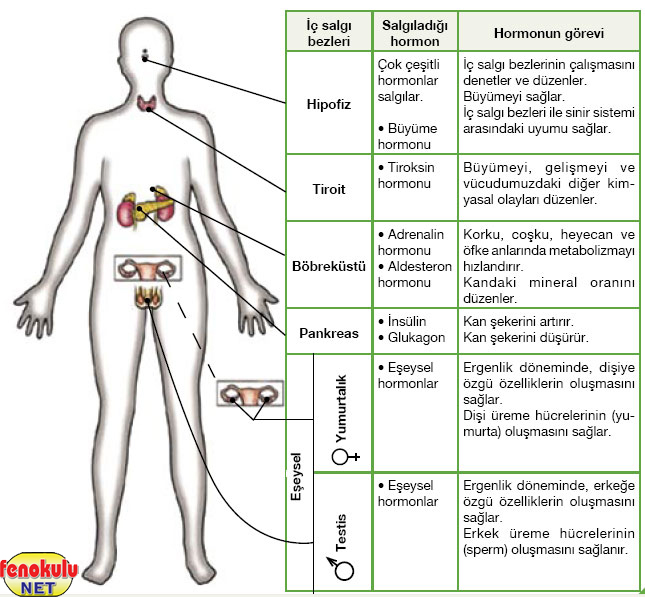 İç salgı bezleri
Salgıladığı hormon
Hormonun görevi
Hipofiz
Çok çeşitli
hormonlar
salgılar.
• Büyüme
hormonu
İç salgı bezlerinin çalışmasını
denetler ve düzenler.
Büyümeyi sağlar.
İç salgı bezleri ile sinir sistemi
arasındaki uyumu sağlar.
Tiroit
• Tiroksin
hormonu
Büyümeyi, gelişmeyi ve
vücudumuzdaki diğer kim-
yasal olayları düzenler.
Böbreküstü
• Adrenalin
hormonu
• Aldesteron
hormonu
Korku, coşku, heyecan ve
öfke anlarında metabolizmayı
hızlandırır.
Kandaki mineral oranını
düzenler.
Pankreas
• İnsülin
• Glukagon
Kan şekerini artırır.
Kan şekerini düşürür.
Eşeysel
Yumurtalık
• Eşeysel
hormonlar
Ergenlik döneminde, dişiye
özgü özelliklerin oluşmasını
sağlar.
Dişi üreme hücrelerinin (yu-
murta) oluşmasını sağlar.
Testis
• Eşeysel
hormonlar
Ergenlik döneminde, erkeğe
özgü özelliklerin oluşmasını
sağlar.
Erkek üreme hücrelerinin
(sperm) oluşmasını sağlanır.
fenokulu
NET